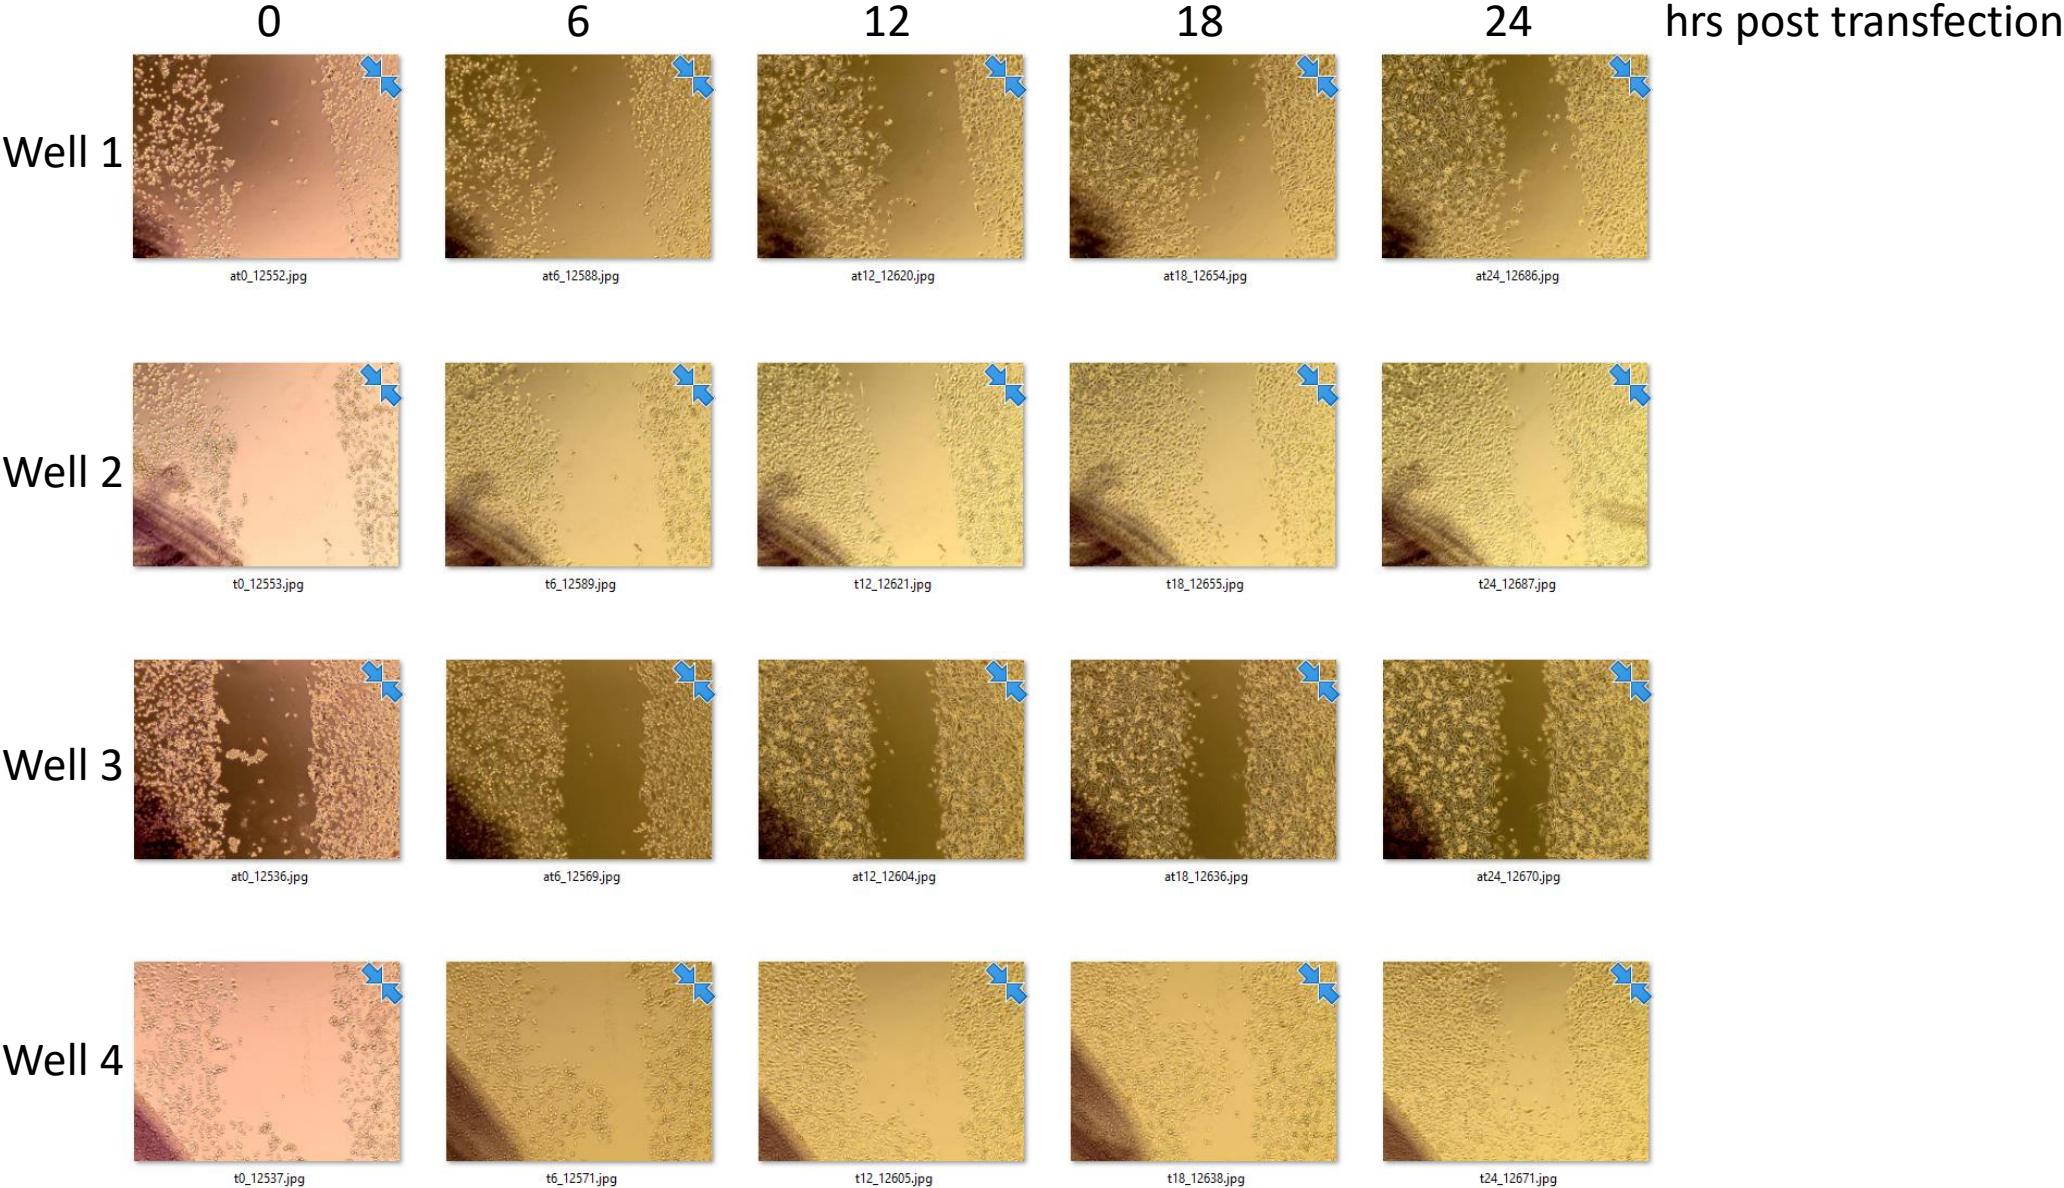 0 6 12 18 24 hrs post transfection
Well 1
at0_12552.jpg at6_12588.jpg at12_12620.jpg at18_12654.jpg at24_12686.jpg
Well 2
t0_12553.jpg t6_12589.jpg t12_12621.jpg t18_12655.jpg t24_12687.jpg
Well 3
at0_12536.jpg at6_12569.jpg at12_12604.jpg at18_12636.jpg at24_12670.jpg
Well 4
t0_12537.jpg t6_12571.jpg t12_12605.jpg t18_12638.jpg t24_12671.jpg